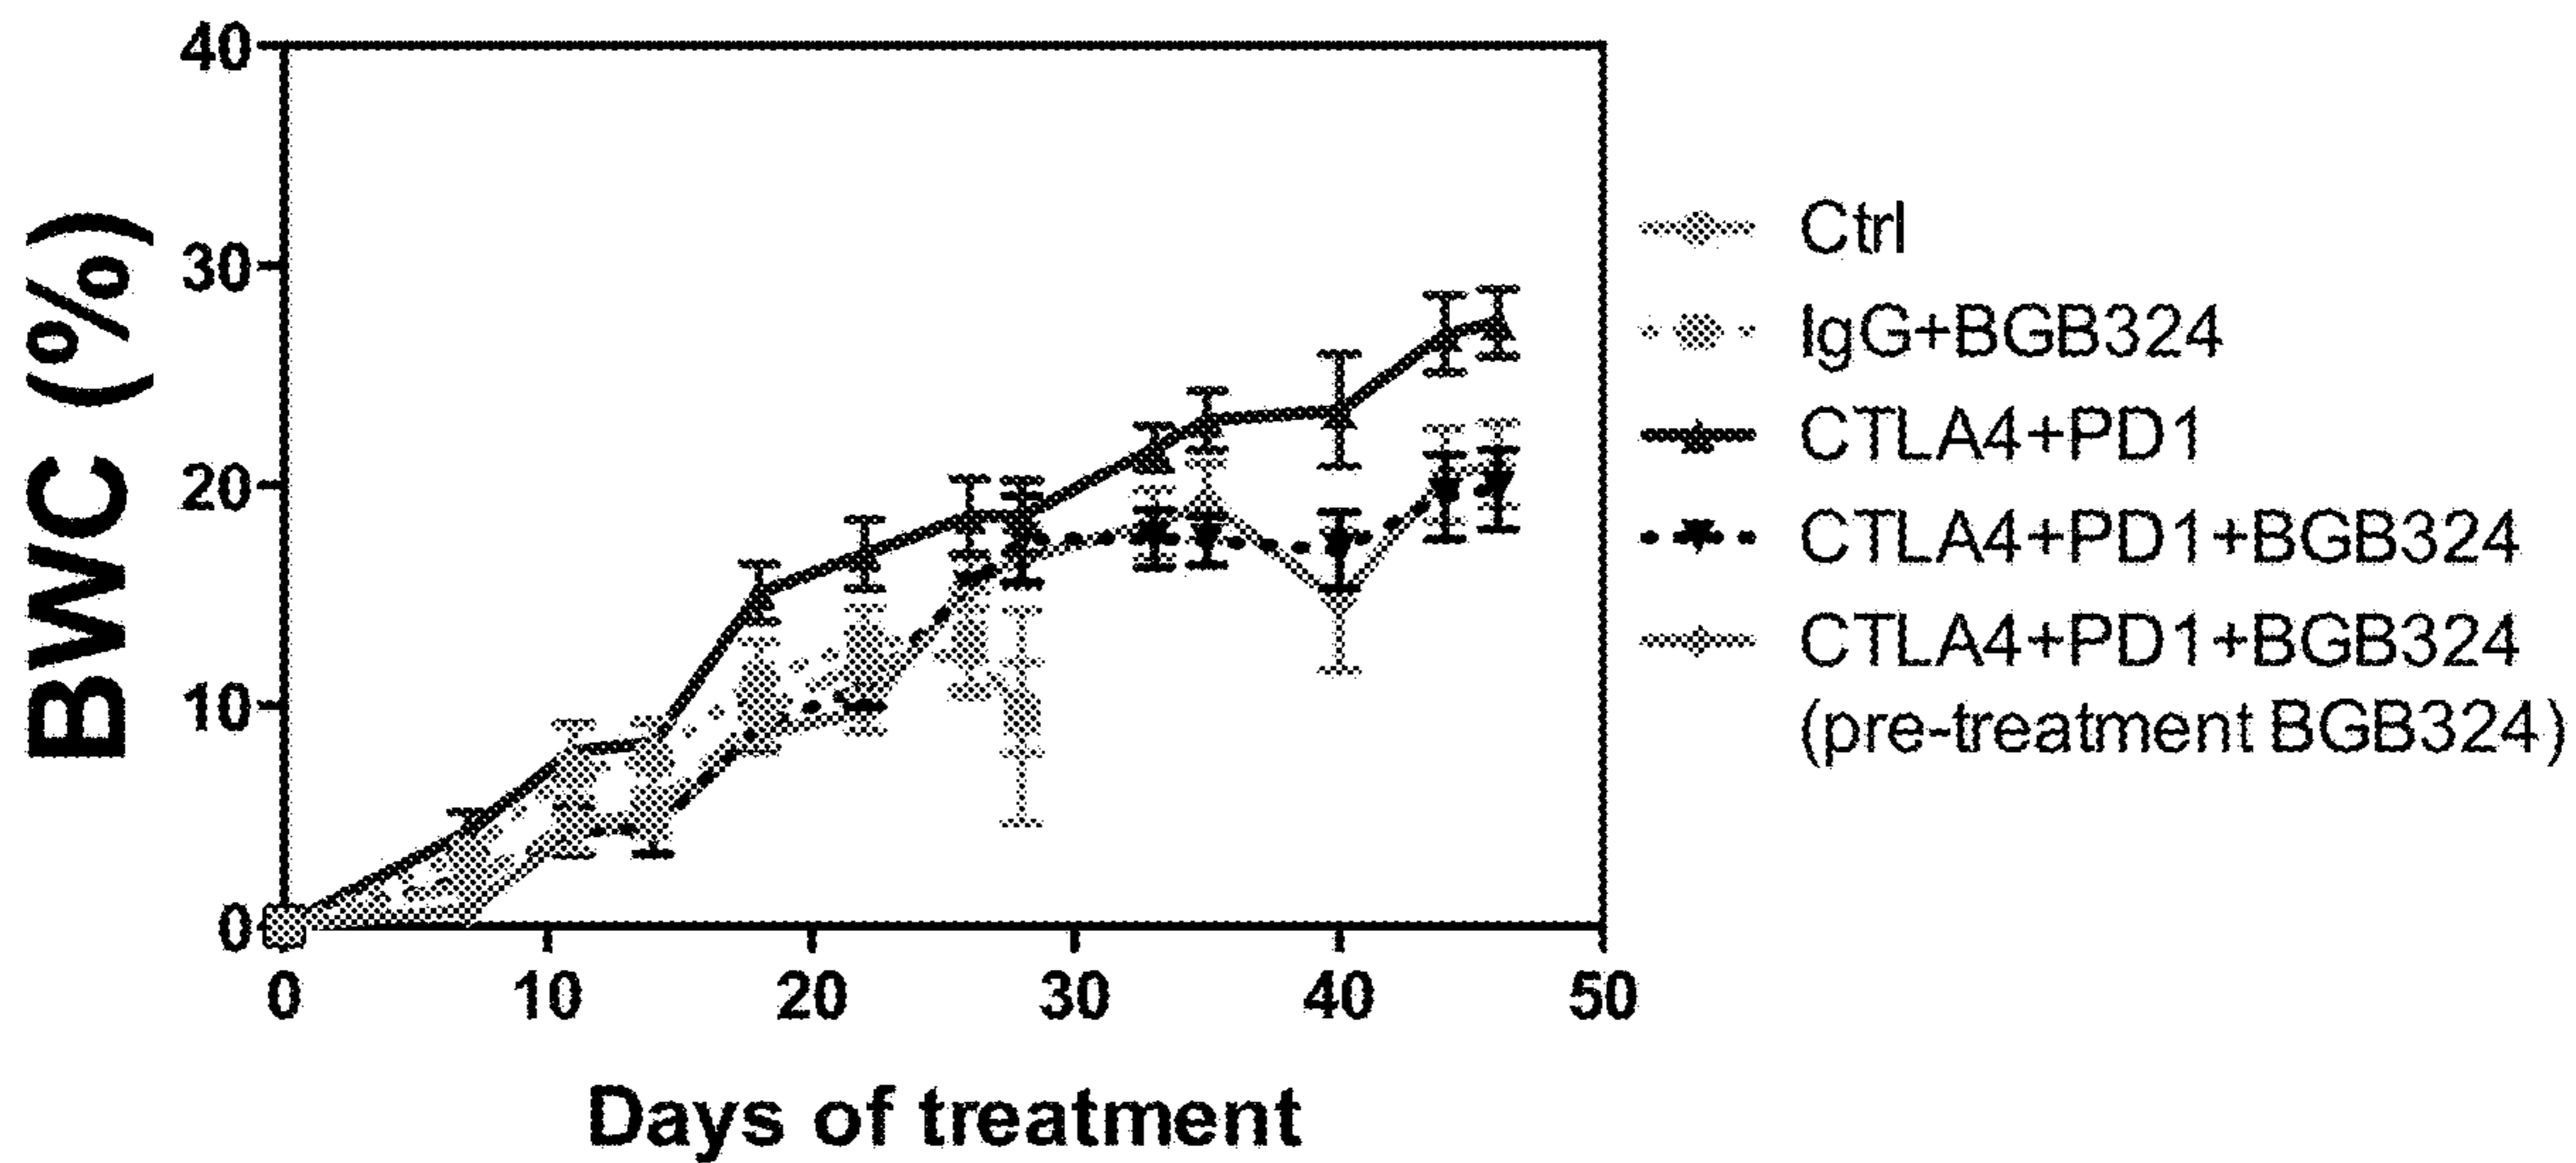 BWC (%)
40
30
20
10
0
0 10 20 30 40 50
Days of treatment
Ctrl
IgG+BGB324
CTLA4+PD1
CTLA4+PD1+BGB324
CTLA4+PD1+BGB324
(pre-treatment BGB324)